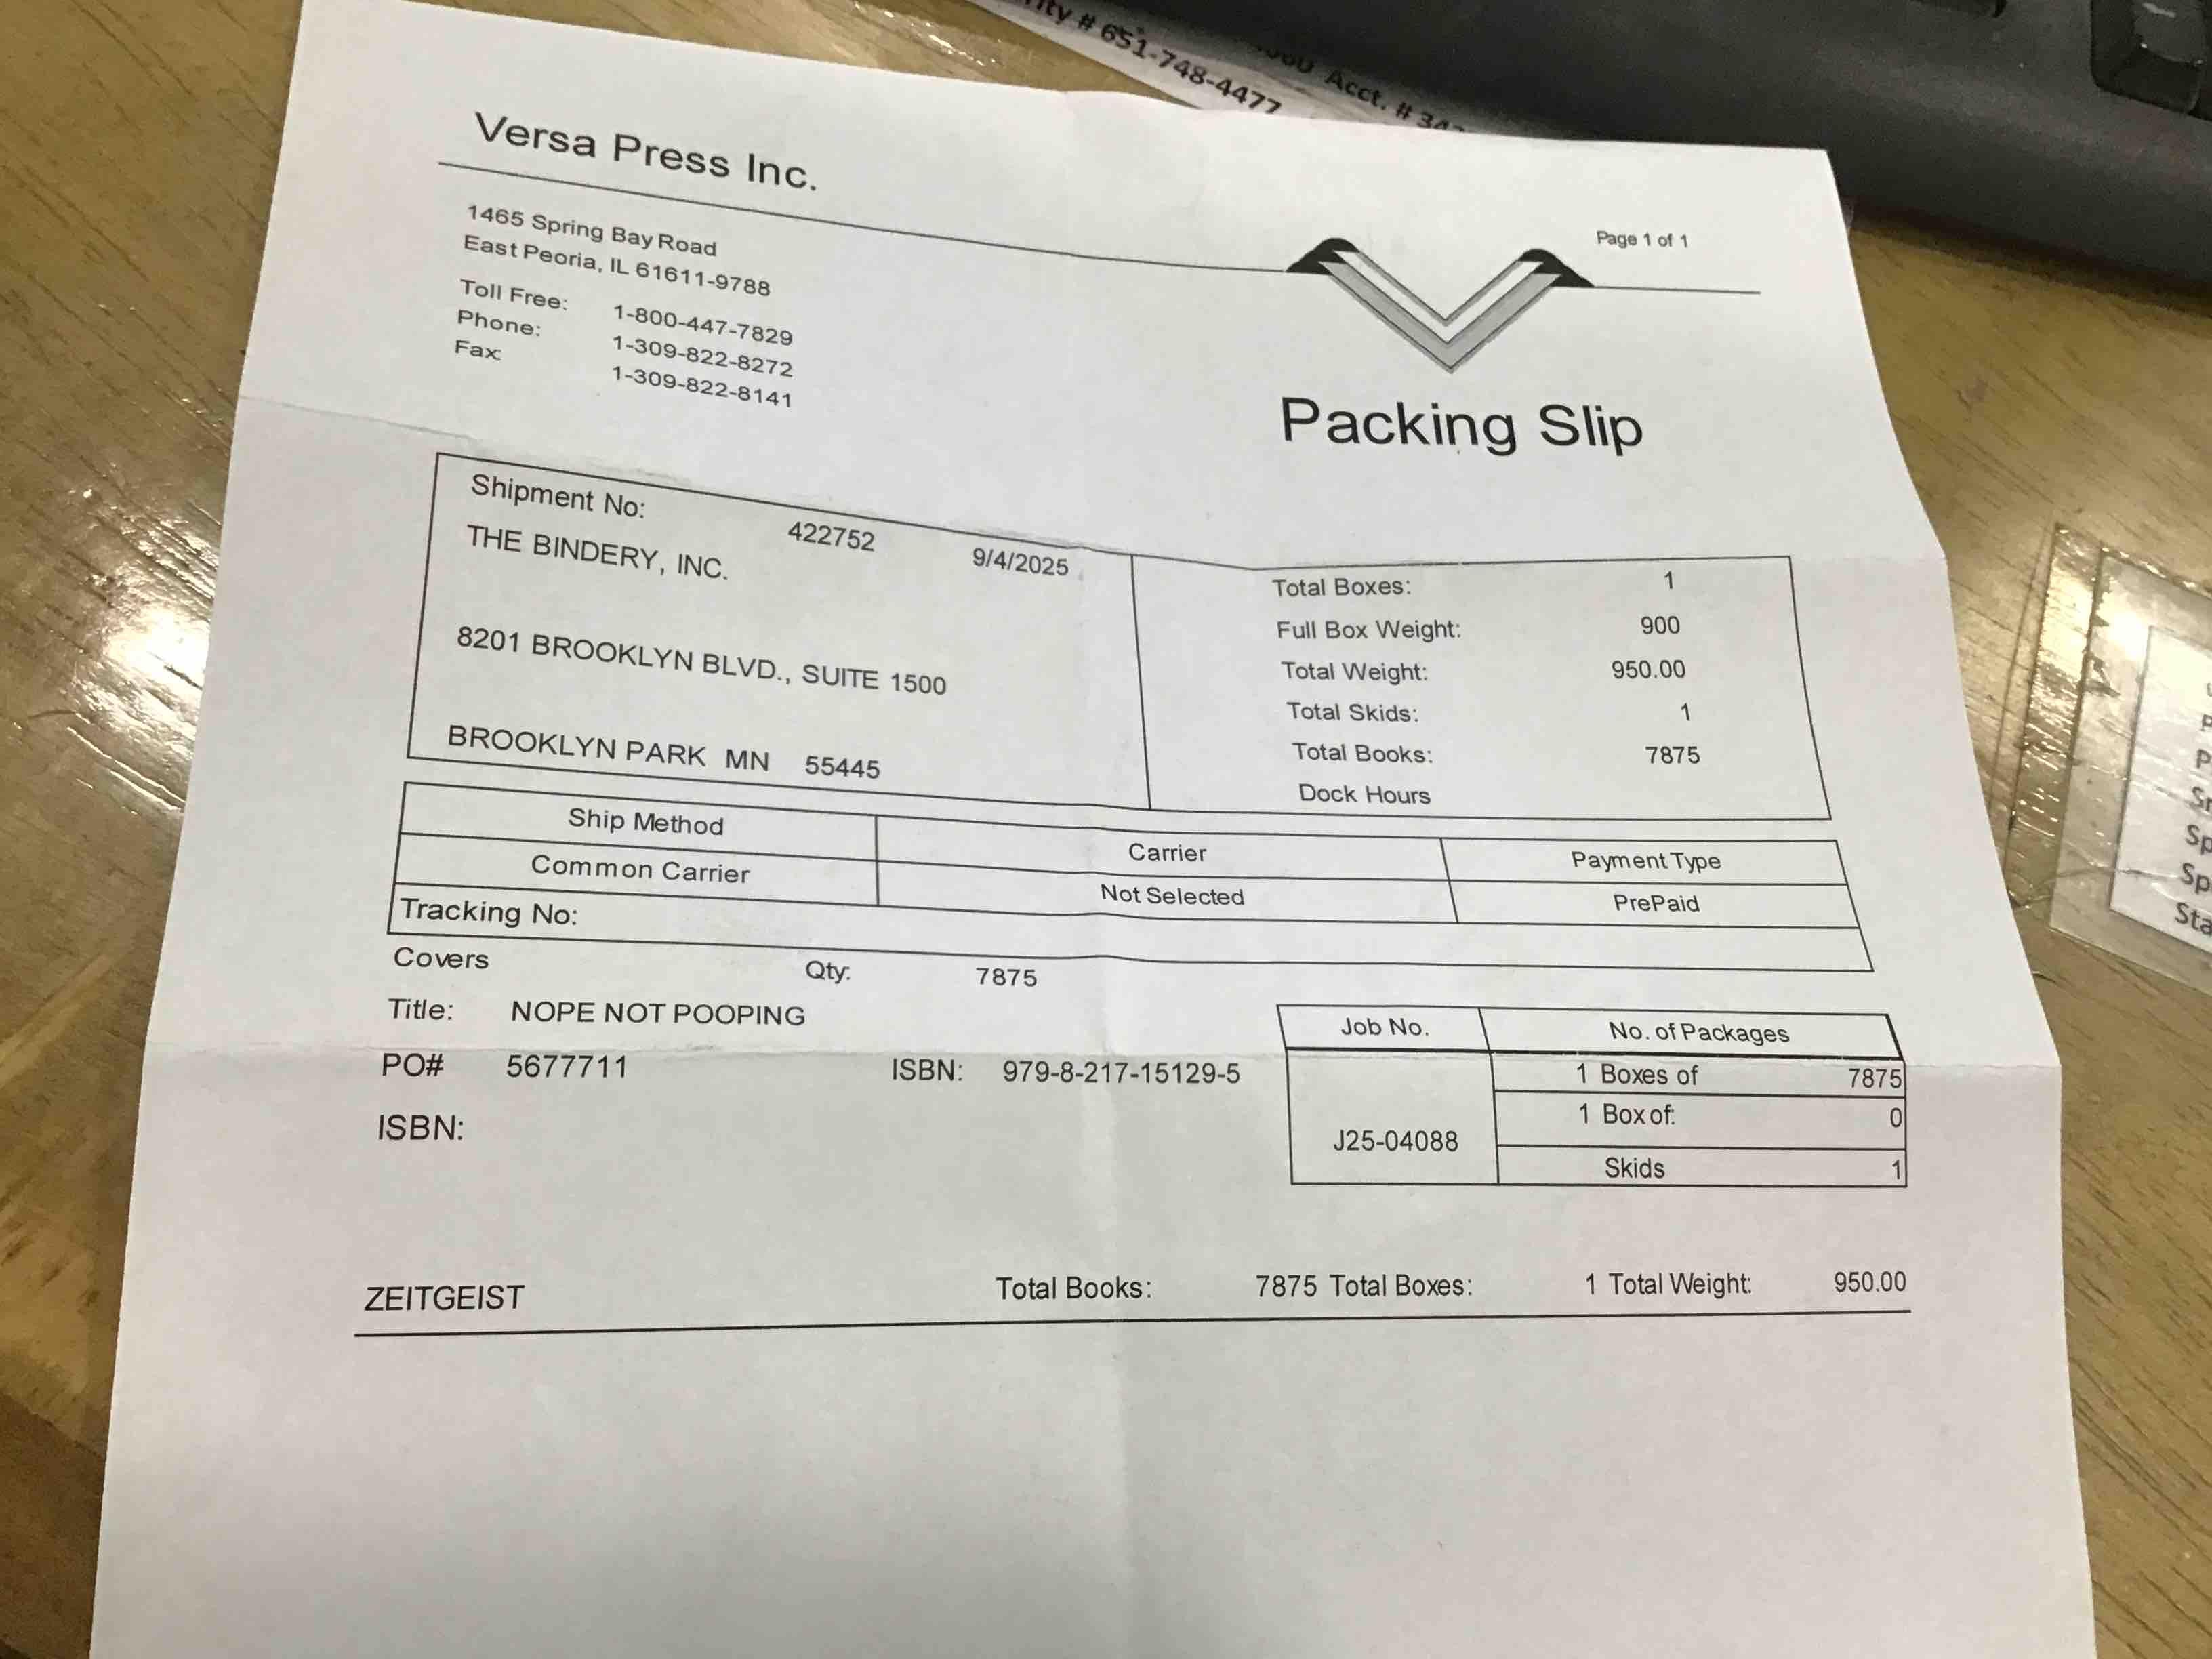 # 651-748-4477
Acct. #
Versa Press Inc.
1465 Spring Bay Road
East Peoria, IL 61611-9788
Toll Free: 1-800-447-7829
Phone: 1-309-822-8272
Fax: 1-309-822-8141
Page 1 of 1
Packing Slip
Shipment No: 422752 9/4/2025
THE BINDERY, INC.
8201 BROOKLYN BLVD., SUITE 1500
BROOKLYN PARK MN 55445
Total Boxes: 1
Full Box Weight: 900
Total Weight: 950.00
Total Skids: 1
Total Books: 7875
Dock Hours
Ship Method Carrier Payment Type
Common Carrier Not Selected PrePaid
Tracking No:
Covers Qty: 7875
Title: NOPE NOT POOPING
PO# 5677711 ISBN: 979-8-217-15129-5
ISBN:
Job No. No. of Packages
J25-04088
1 Boxes of 7875
1 Box of: 0
Skids 1
ZEITGEIST Total Books: 7875 Total Boxes: 1 Total Weight: 950.00